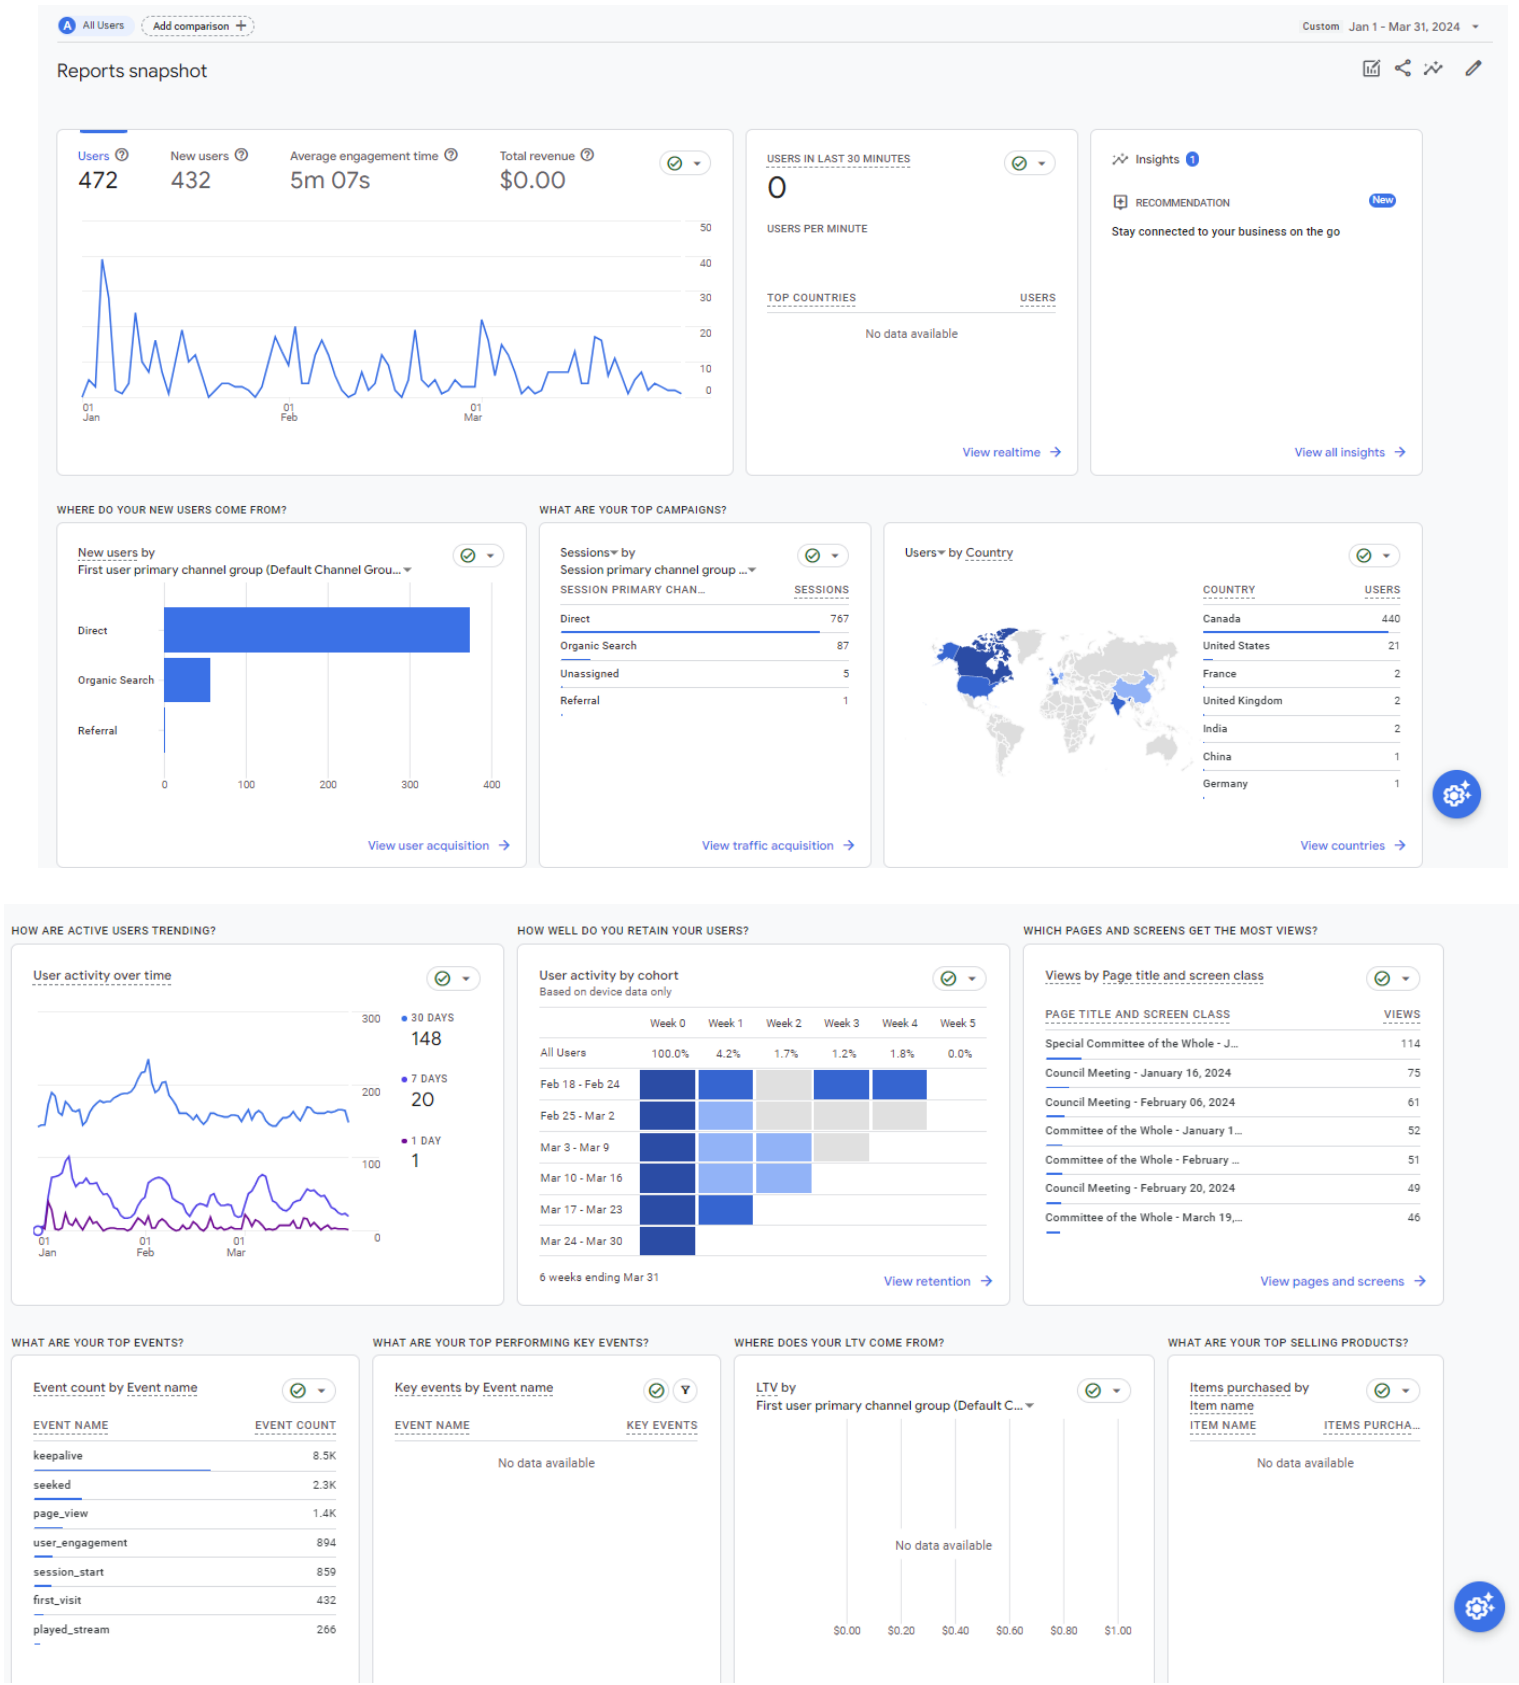 A All Users Add comparison + Custom Jan 1 - Mar 31, 2024
Reports snapshot
Users New users Average engagement time Total revenue
472 432 5m 07s $0.00
50
40
30
20
10
0
01 01 01
Jan Feb Mar
USERS IN LAST 30 MINUTES
0
USERS PER MINUTE
TOP COUNTRIES USERS
No data available
View realtime
Insights 1
RECOMMENDATION New
Stay connected to your business on the go
View all insights
WHERE DO YOUR NEW USERS COME FROM?
New users by
First user primary channel group (Default Channel Grou...
Direct
Organic Search
Referral
0 100 200 300 400
View user acquisition
WHAT ARE YOUR TOP CAMPAIGNS?
Sessions by
Session primary channel group ...
SESSION PRIMARY CHAN... SESSIONS
Direct 767
Organic Search 87
Unassigned 5
Referral 1
View traffic acquisition
Users by Country
COUNTRY USERS
Canada 440
United States 21
France 2
United Kingdom 2
India 2
China 1
Germany 1
View countries
HOW ARE ACTIVE USERS TRENDING?
User activity over time
300
200
100
0
01 01 01
Jan Feb Mar
30 DAYS
148
7 DAYS
20
1 DAY
1
HOW WELL DO YOU RETAIN YOUR USERS?
User activity by cohort
Based on device data only
Week 0 Week 1 Week 2 Week 3 Week 4 Week 5
All Users 100.0% 4.2% 1.7% 1.2% 1.8% 0.0%
Feb 18 - Feb 24
Feb 25 - Mar 2
Mar 3 - Mar 9
Mar 10 - Mar 16
Mar 17 - Mar 23
Mar 24 - Mar 30
6 weeks ending Mar 31
View retention
WHICH PAGES AND SCREENS GET THE MOST VIEWS?
Views by Page title and screen class
PAGE TITLE AND SCREEN CLASS VIEWS
Special Committee of the Whole - J... 114
Council Meeting - January 16, 2024 75
Council Meeting - February 06, 2024 61
Committee of the Whole - January 1... 52
Committee of the Whole - February ... 51
Council Meeting - February 20, 2024 49
Committee of the Whole - March 19,... 46
View pages and screens
WHAT ARE YOUR TOP EVENTS?
Event count by Event name
EVENT NAME EVENT COUNT
keepalive 8.5K
seeked 2.3K
page_view 1.4K
user_engagement 894
session_start 859
first_visit 432
played_stream 266
WHAT ARE YOUR TOP PERFORMING KEY EVENTS?
Key events by Event name
EVENT NAME KEY EVENTS
No data available
WHERE DOES YOUR LTV COME FROM?
LTV by
First user primary channel group (Default C...
No data available
$0.00 $0.20 $0.40 $0.60 $0.80 $1.00
WHAT ARE YOUR TOP SELLING PRODUCTS?
Items purchased by
Item name
ITEM NAME ITEMS PURCHA...
No data available